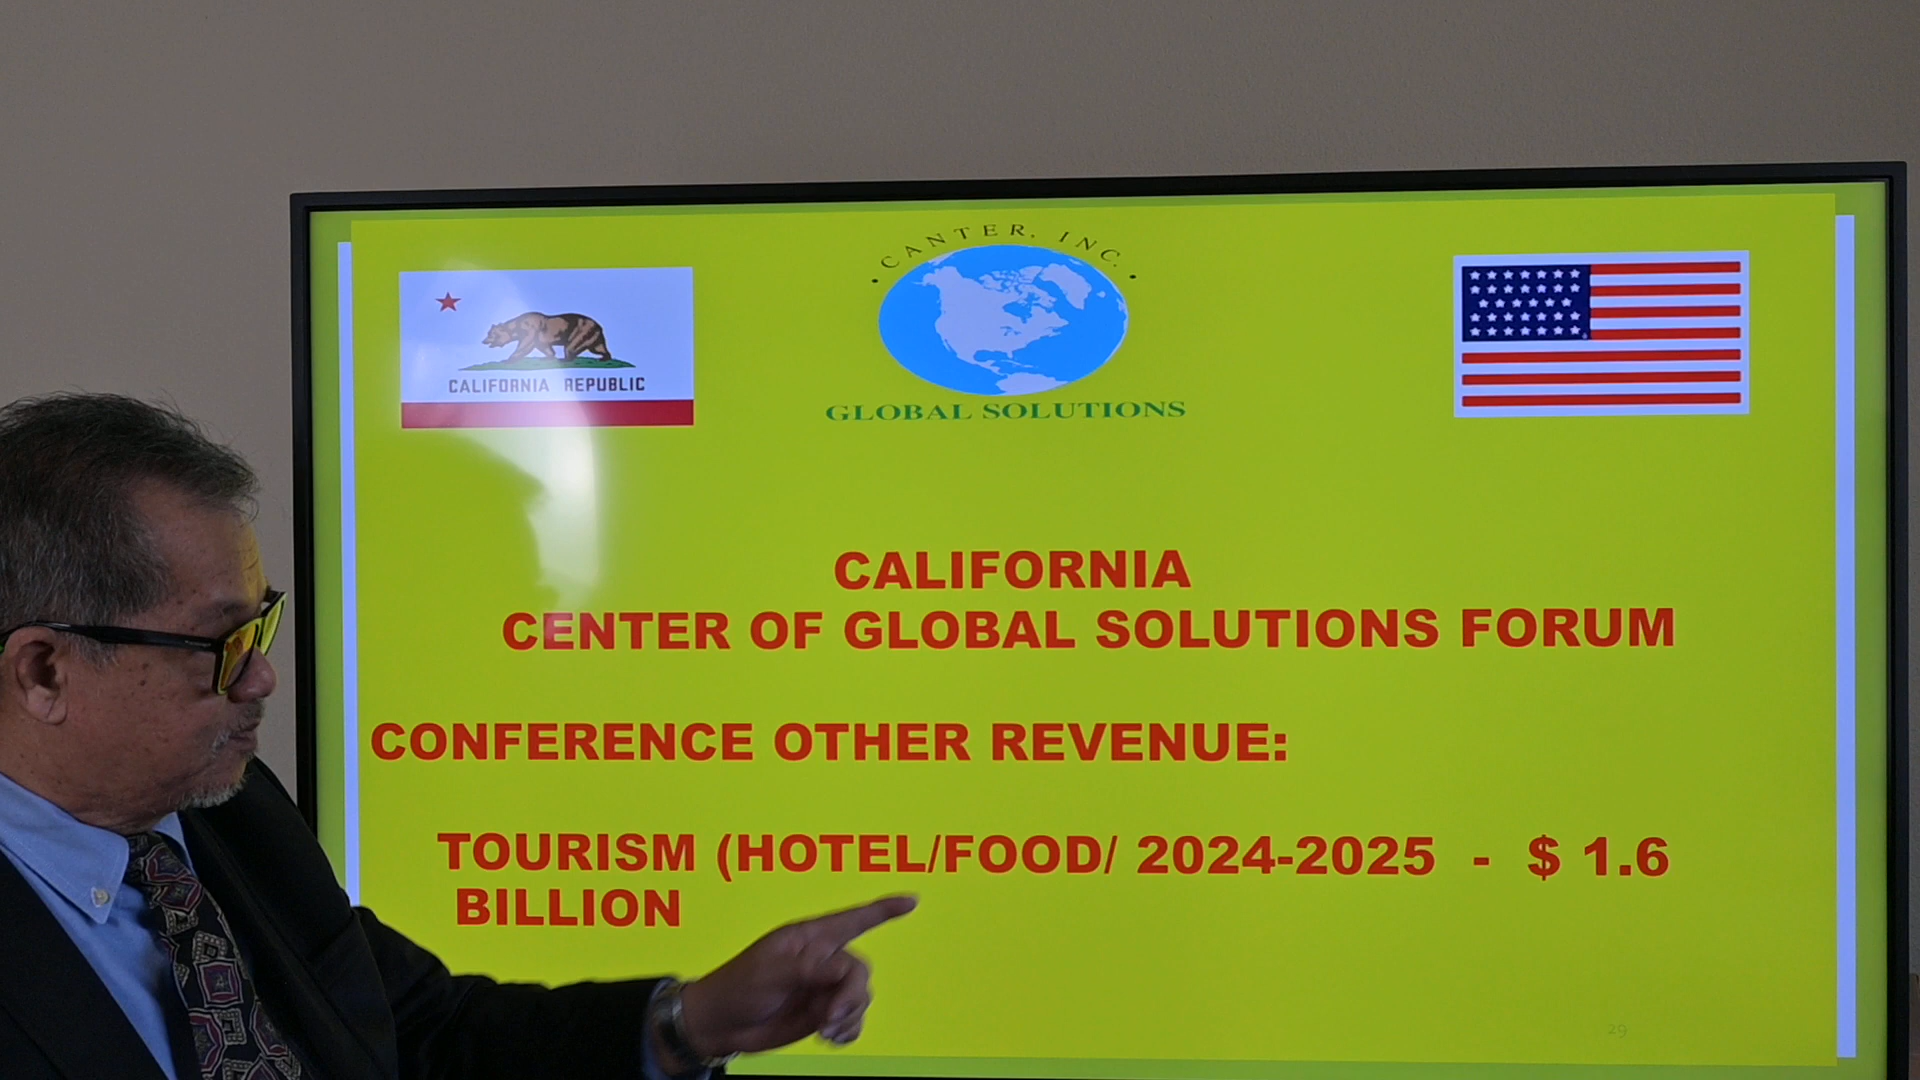 CANTER, INC.
GLOBAL SOLUTIONS
CALIFORNIA REPUBLIC
CALIFORNIA
CENTER OF GLOBAL SOLUTIONS FORUM
CONFERENCE OTHER REVENUE:
TOURISM (HOTEL/FOOD/ 2024-2025 - $ 1.6
BILLION
29